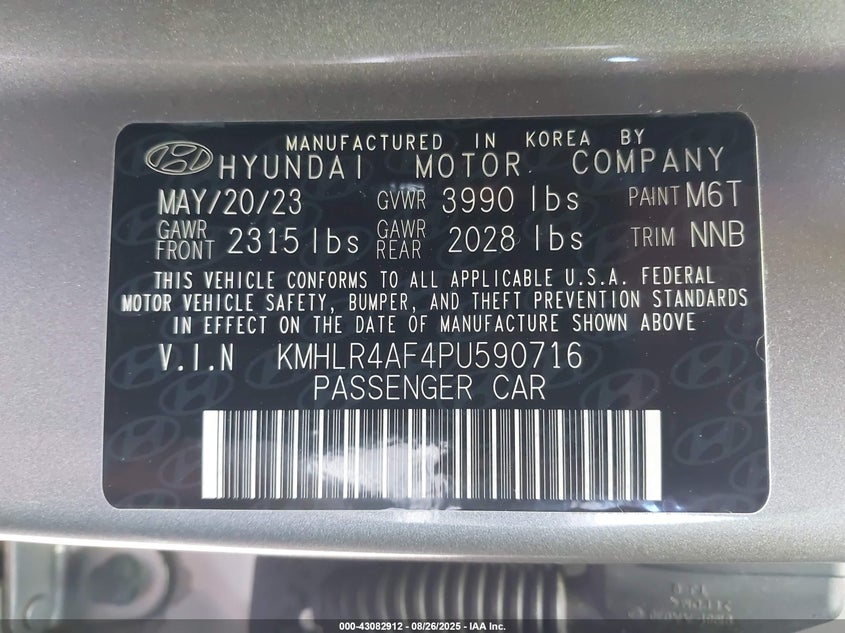 MANUFACTURED IN KOREA BY
HYUNDAI MOTOR COMPANY
MAY/20/23 GVWR 3990 lbs PAINT M6T
GAWR FRONT 2315 lbs GAWR REAR 2028 lbs TRIM NNB
THIS VEHICLE CONFORMS TO ALL APPLICABLE U.S.A. FEDERAL
MOTOR VEHICLE SAFETY, BUMPER, AND THEFT PREVENTION STANDARDS
IN EFFECT ON THE DATE OF MANUFACTURE SHOWN ABOVE
V.I.N KMHLR4AF4PU590716
PASSENGER CAR
000-43082912 - 08/26/2025 - IAA Inc.